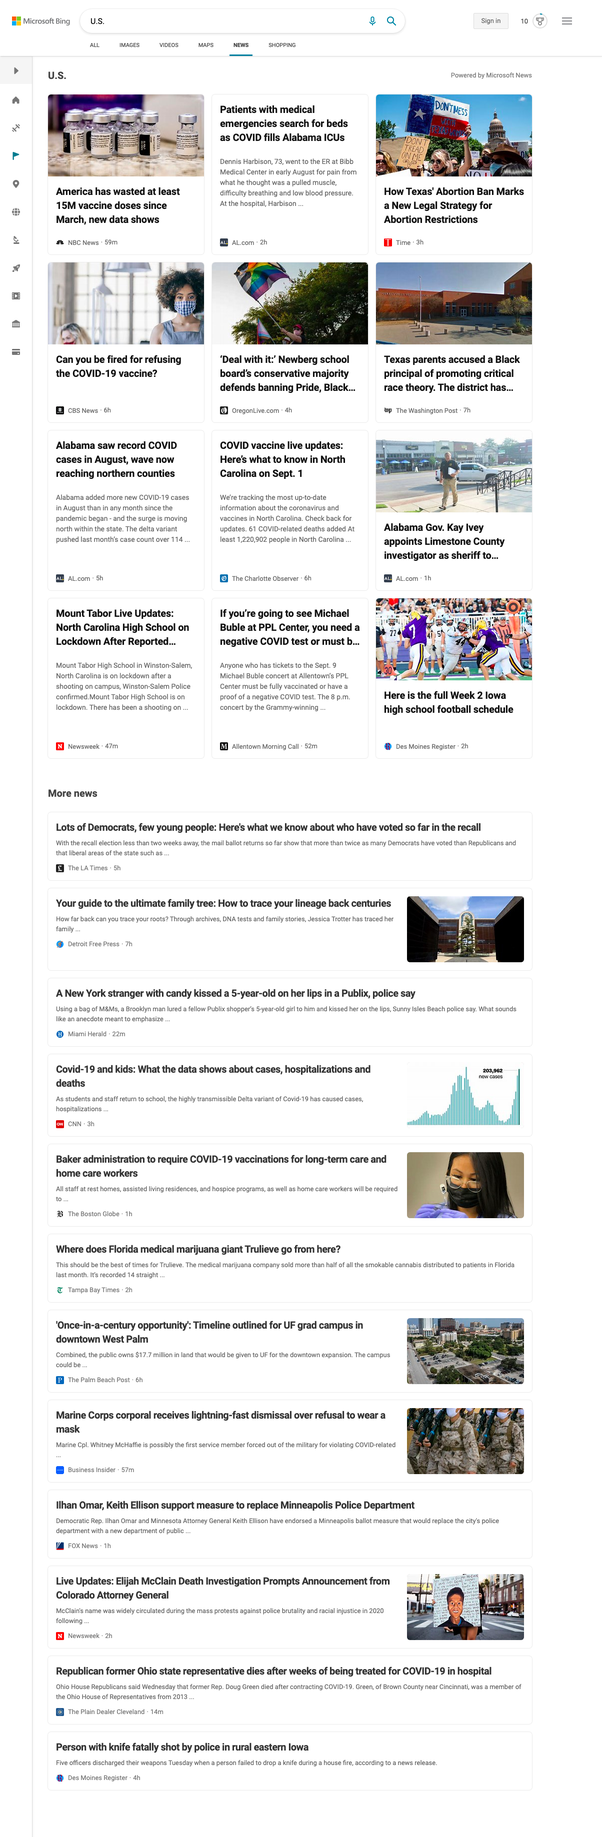 Microsoft Bing
U.S.
Sign in
10
ALL
IMAGES
VIDEOS
MAPS
NEWS
SHOPPING
U.S.
Powered by Microsoft News
America has wasted at least
15M vaccine doses since
March, new data shows
NBC News · 59m
Patients with medical
emergencies search for beds
as COVID fills Alabama ICUs
Dennis Harbison, 73, went to the ER at Bibb
Medical Center in early August for pain from
what he thought was a pulled muscle,
difficulty breathing and low blood pressure.
At the hospital, Harbison ...
AL.com · 2h
DON'T
MESS
How Texas' Abortion Ban Marks
a New Legal Strategy for
Abortion Restrictions
Time · 3h
Can you be fired for refusing
the COVID-19 vaccine?
CBS News · 6h
‘Deal with it:’ Newberg school
board’s conservative majority
defends banning Pride, Black...
OregonLive.com · 4h
Texas parents accused a Black
principal of promoting critical
race theory. The district has...
The Washington Post · 7h
Alabama saw record COVID
cases in August, wave now
reaching northern counties
Alabama added more new COVID-19 cases
in August than in any month since the
pandemic began - and the surge is moving
north within the state. The delta variant
pushed last month’s case count over 114 ...
AL.com · 5h
COVID vaccine live updates:
Here’s what to know in North
Carolina on Sept. 1
We’re tracking the most up-to-date
information about the coronavirus and
vaccines in North Carolina. Check back for
updates. 61 COVID-related deaths added At
least 1,220,902 people in North Carolina ...
The Charlotte Observer · 6h
Alabama Gov. Kay Ivey
appoints Limestone County
investigator as sheriff to...
AL.com · 1h
Mount Tabor Live Updates:
North Carolina High School on
Lockdown After Reported...
Mount Tabor High School in Winston-Salem,
North Carolina is on lockdown after a
shooting on campus, Winston-Salem Police
confirmed.Mount Tabor High School is on
lockdown. There has been a shooting on ...
Newsweek · 47m
If you’re going to see Michael
Buble at PPL Center, you need a
negative COVID test or must b...
Anyone who has tickets to the Sept. 9
Michael Buble concert at Allentown’s PPL
Center must be fully vaccinated or have a
proof of a negative COVID test. The 8 p.m.
concert by the Grammy-winning ...
Allentown Morning Call · 52m
Here is the full Week 2 Iowa
high school football schedule
Des Moines Register · 2h
More news
Lots of Democrats, few young people: Here's what we know about who have voted so far in the recall
With the recall election less than two weeks away, the mail ballot returns so far show that more than twice as many Democrats have voted than Republicans and
that liberal areas of the state such as ...
The LA Times · 5h
Your guide to the ultimate family tree: How to trace your lineage back centuries
How far back can you trace your roots? Through archives, DNA tests and family stories, Jessica Trotter has traced her
family ...
Detroit Free Press · 7h
A New York stranger with candy kissed a 5-year-old on her lips in a Publix, police say
Using a bag of M&Ms, a Brooklyn man lured a fellow Publix shopper's 5-year-old girl to him and kissed her on the lips, Sunny Isles Beach police say. What sounds
like an anecdote meant to emphasize ...
Miami Herald · 22m
Covid-19 and kids: What the data shows about cases, hospitalizations and
deaths
As students and staff return to school, the highly transmissible Delta variant of Covid-19 has caused cases,
hospitalizations ...
CNN · 3h
203,962
new cases
Baker administration to require COVID-19 vaccinations for long-term care and
home care workers
All staff at rest homes, assisted living residences, and hospice programs, as well as home care workers will be required
to ...
The Boston Globe · 1h
Where does Florida medical marijuana giant Trulieve go from here?
This should be the best of times for Trulieve. The medical marijuana company sold more than half of all the smokable cannabis distributed to patients in Florida
last month. It's recorded 14 straight ...
Tampa Bay Times · 2h
'Once-in-a-century opportunity': Timeline outlined for UF grad campus in
downtown West Palm
Combined, the public owns $17.7 million in land that would be given to UF for the downtown expansion. The campus
could be ...
The Palm Beach Post · 6h
Marine Corps corporal receives lightning-fast dismissal over refusal to wear a
mask
Marine Cpl. Whitney McHaffie is possibly the first service member forced out of the military for violating COVID-related
...
Business Insider · 57m
Ilhan Omar, Keith Ellison support measure to replace Minneapolis Police Department
Democratic Rep. Ilhan Omar and Minnesota Attorney General Keith Ellison have endorsed a Minneapolis ballot measure that would replace the city's police
department with a new department of public ...
FOX News · 1h
Live Updates: Elijah McClain Death Investigation Prompts Announcement from
Colorado Attorney General
McClain's name was widely circulated during the mass protests against police brutality and racial injustice in 2020
following ...
Newsweek · 2h
Republican former Ohio state representative dies after weeks of being treated for COVID-19 in hospital
Ohio House Republicans said Wednesday that former Rep. Doug Green died after contracting COVID-19. Green, of Brown County near Cincinnati, was a member of
the Ohio House of Representatives from 2013 ...
The Plain Dealer Cleveland · 14m
Person with knife fatally shot by police in rural eastern Iowa
Five officers discharged their weapons Tuesday when a person failed to drop a knife during a house fire, according to a news release.
Des Moines Register · 4h